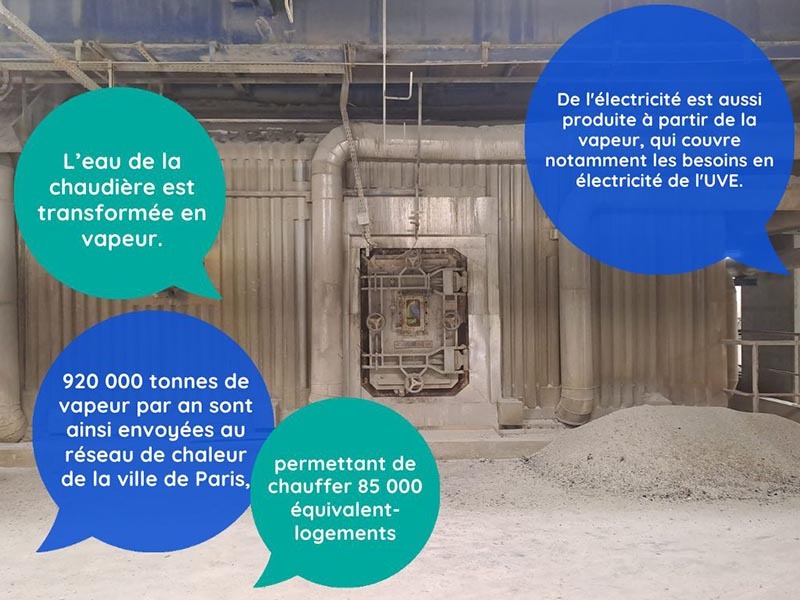 L’eau de la
chaudière est
transformée en
vapeur.
920 000 tonnes de
vapeur par an sont
ainsi envoyées au
réseau de chaleur
de la ville de Paris,
permettant de
chauffer 85 000
équivalent-
logements
De l'électricité est aussi
produite à partir de la
vapeur, qui couvre
notamment les besoins en
électricité de l'UVE.